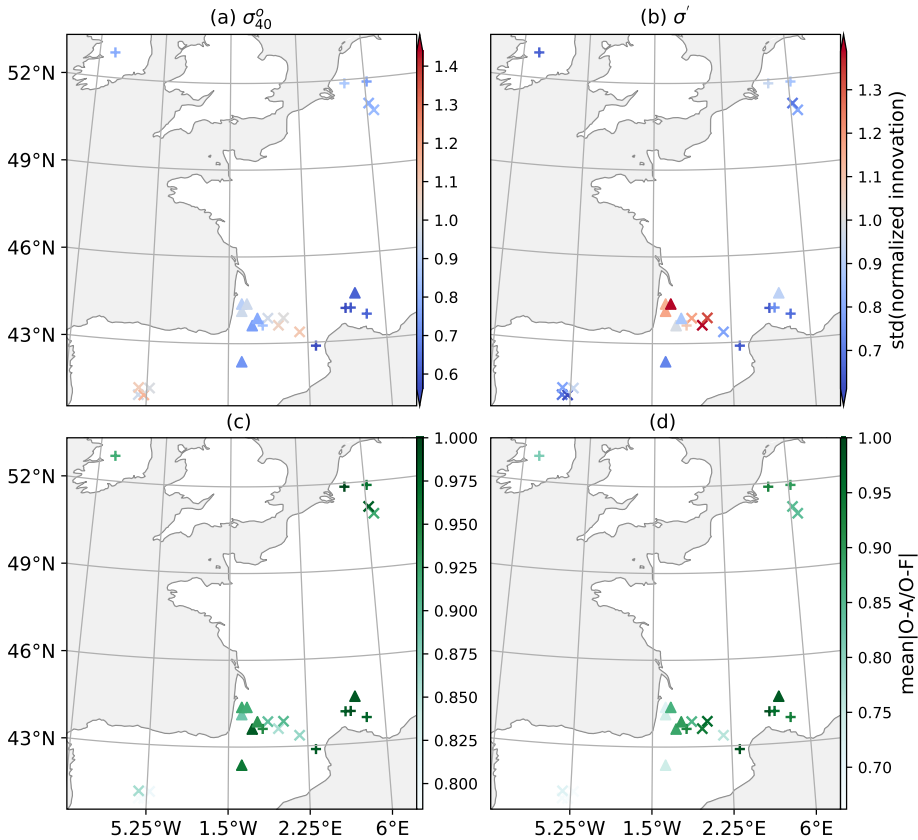 (a) σ^o_40
(b) σ′
52°N
49°N
46°N
43°N
1.4
1.3
1.2
1.1
1.0
0.9
0.8
0.7
0.6
1.3
1.2
1.1
1.0
0.9
0.8
0.7
std(normalized innovation)
(c)
(d)
52°N
49°N
46°N
43°N
5.25°W
1.5°W
2.25°E
6°E
1.000
0.975
0.950
0.925
0.900
0.875
0.850
0.825
0.800
5.25°W
1.5°W
2.25°E
6°E
1.00
0.95
0.90
0.85
0.80
0.75
0.70
mean|O-A/O-F|